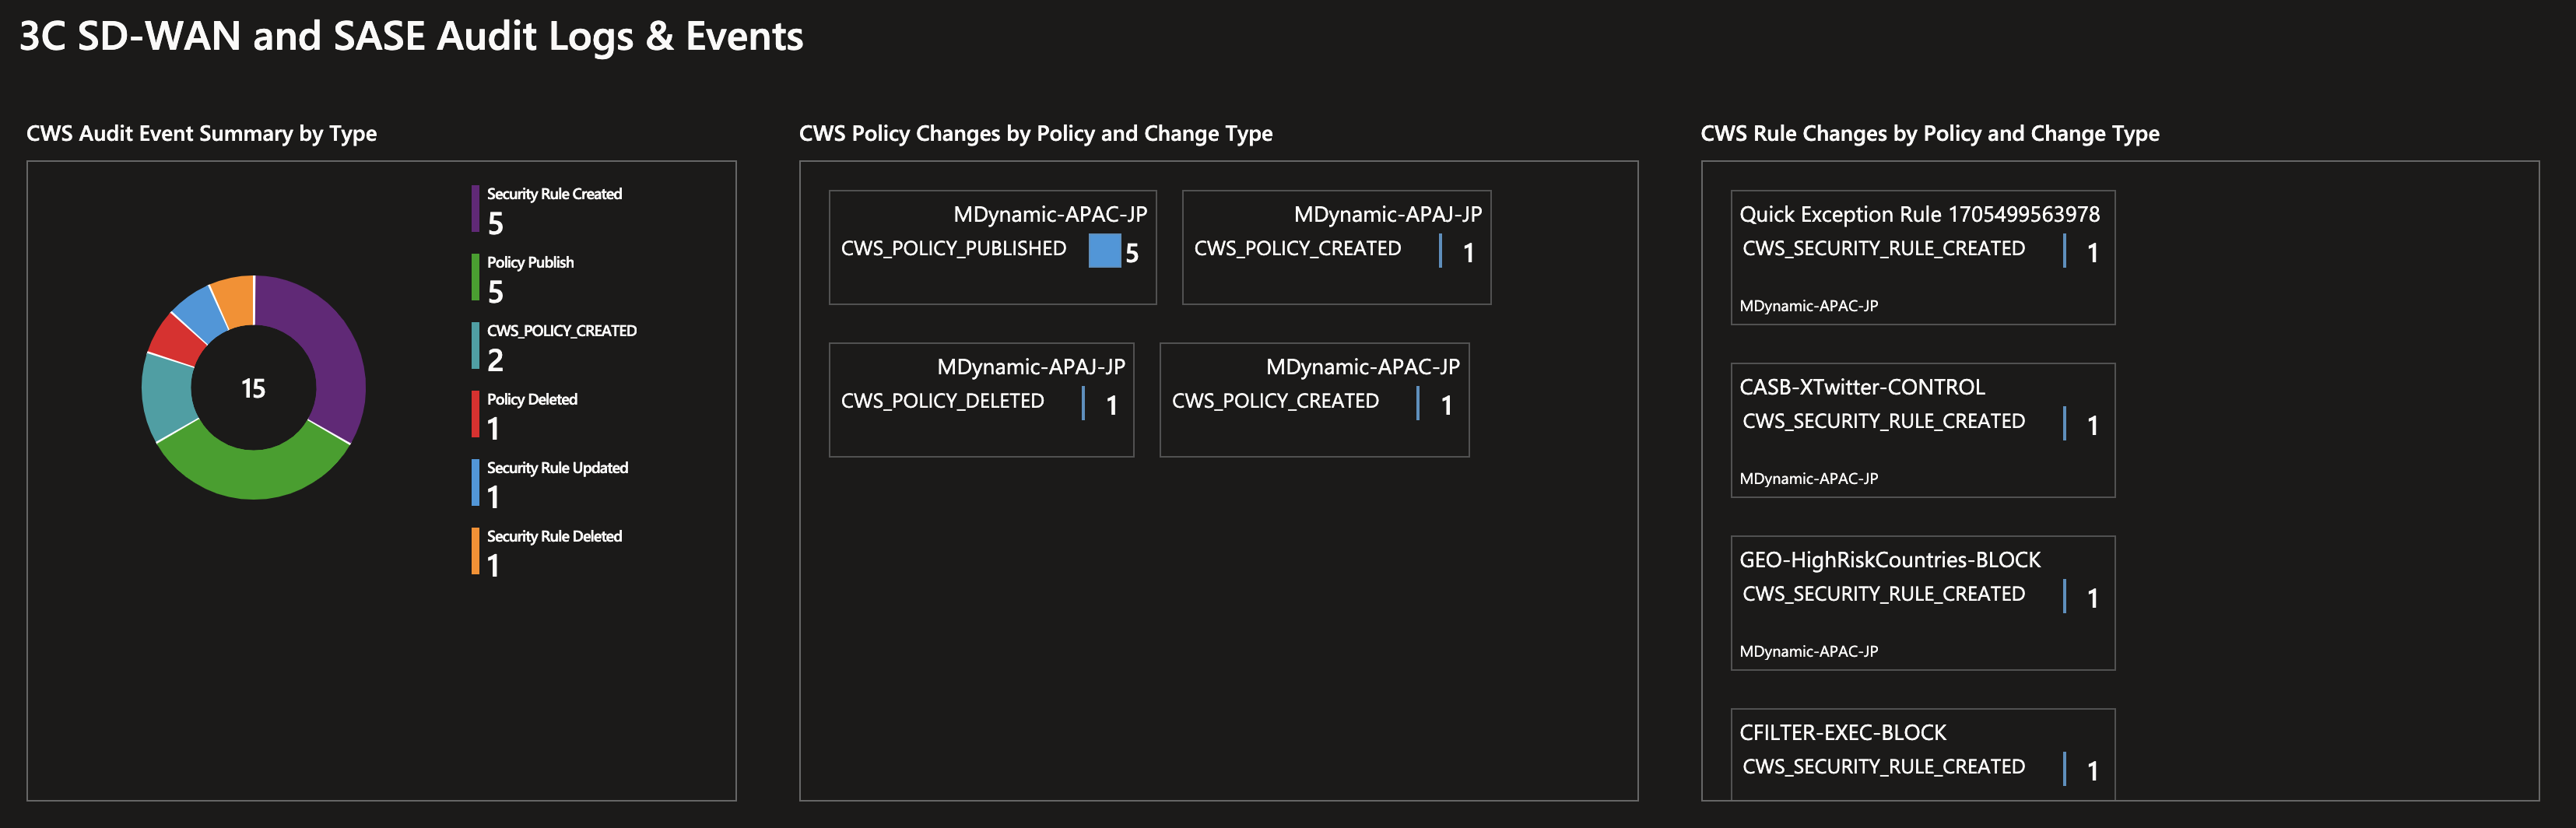 3C SD-WAN and SASE Audit Logs & Events
CWS Audit Event Summary by Type
15
Security Rule Created
5
Policy Publish
5
CWS_POLICY_CREATED
2
Policy Deleted
1
Security Rule Updated
1
Security Rule Deleted
1
CWS Policy Changes by Policy and Change Type
MDynamic-APAC-JP
CWS_POLICY_PUBLISHED 5
MDynamic-APAJ-JP
CWS_POLICY_CREATED 1
MDynamic-APAJ-JP
CWS_POLICY_DELETED 1
MDynamic-APAC-JP
CWS_POLICY_CREATED 1
CWS Rule Changes by Policy and Change Type
Quick Exception Rule 1705499563978
CWS_SECURITY_RULE_CREATED 1
MDynamic-APAC-JP
CASB-XTwitter-CONTROL
CWS_SECURITY_RULE_CREATED 1
MDynamic-APAC-JP
GEO-HighRiskCountries-BLOCK
CWS_SECURITY_RULE_CREATED 1
MDynamic-APAC-JP
CFILTER-EXEC-BLOCK
CWS_SECURITY_RULE_CREATED 1